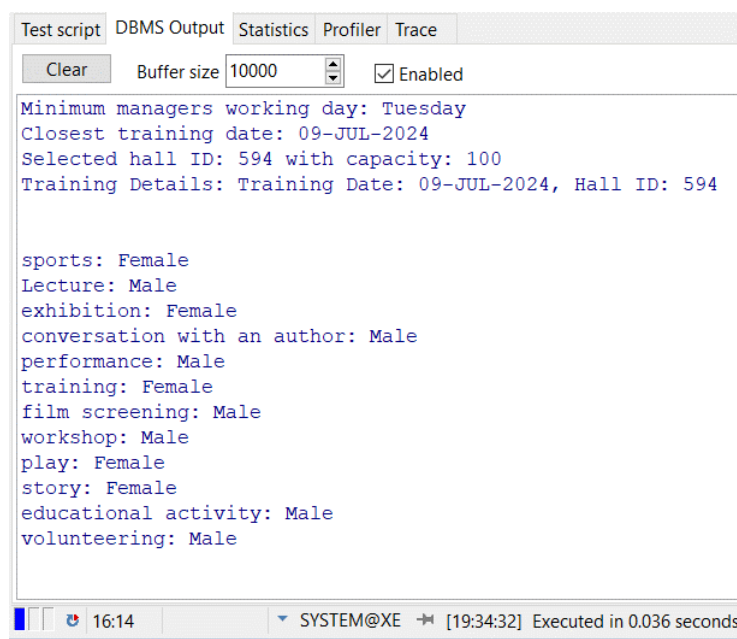 Test script DBMS Output Statistics Profiler Trace
Clear Buffer size 10000 Enabled
Minimum managers working day: Tuesday
Closest training date: 09-JUL-2024
Selected hall ID: 594 with capacity: 100
Training Details: Training Date: 09-JUL-2024, Hall ID: 594
sports: Female
Lecture: Male
exhibition: Female
conversation with an author: Male
performance: Male
training: Female
film screening: Male
workshop: Male
play: Female
story: Female
educational activity: Male
volunteering: Male
16:14 SYSTEM@XE [19:34:32] Executed in 0.036 seconds